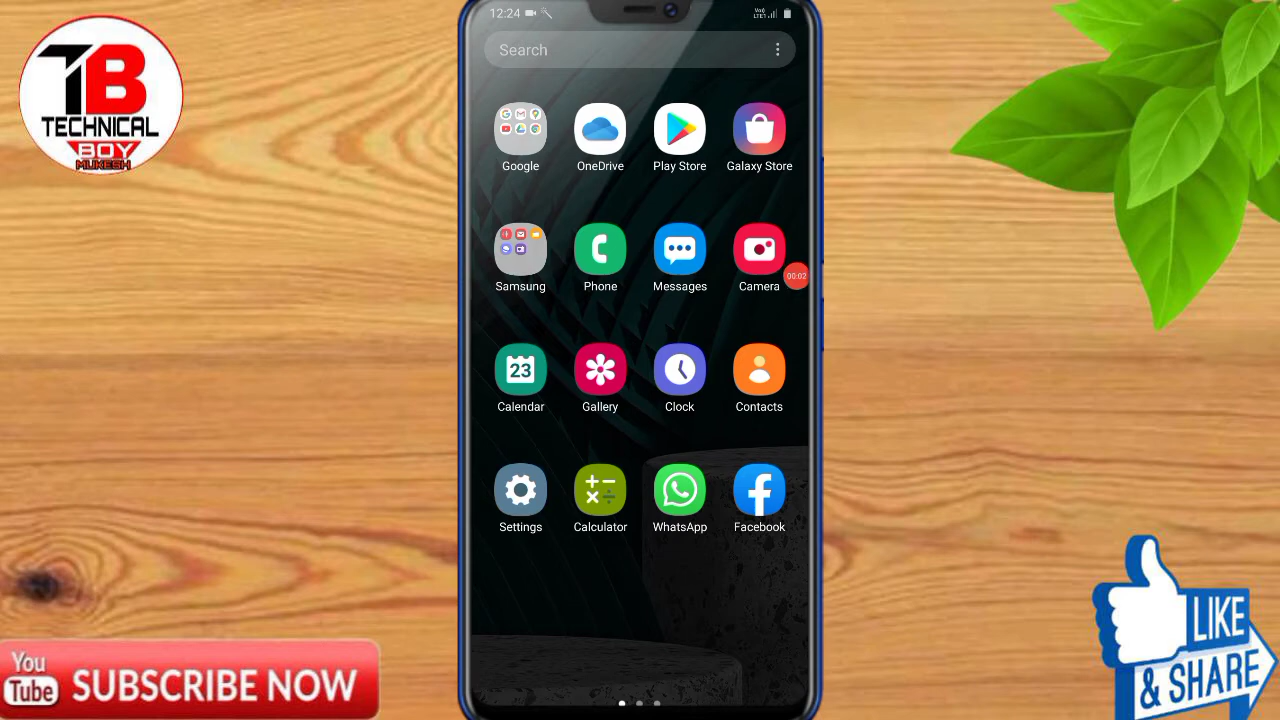 TB
TECHNICAL
BOY
MUKESH
12:24
Search
Google
OneDrive
Play Store
Galaxy Store
Samsung
Phone
Messages
Camera
00:02
23
Calendar
Gallery
Clock
Contacts
Settings
Calculator
WhatsApp
Facebook
You
Tube
SUBSCRIBE NOW
LIKE
& SHARE